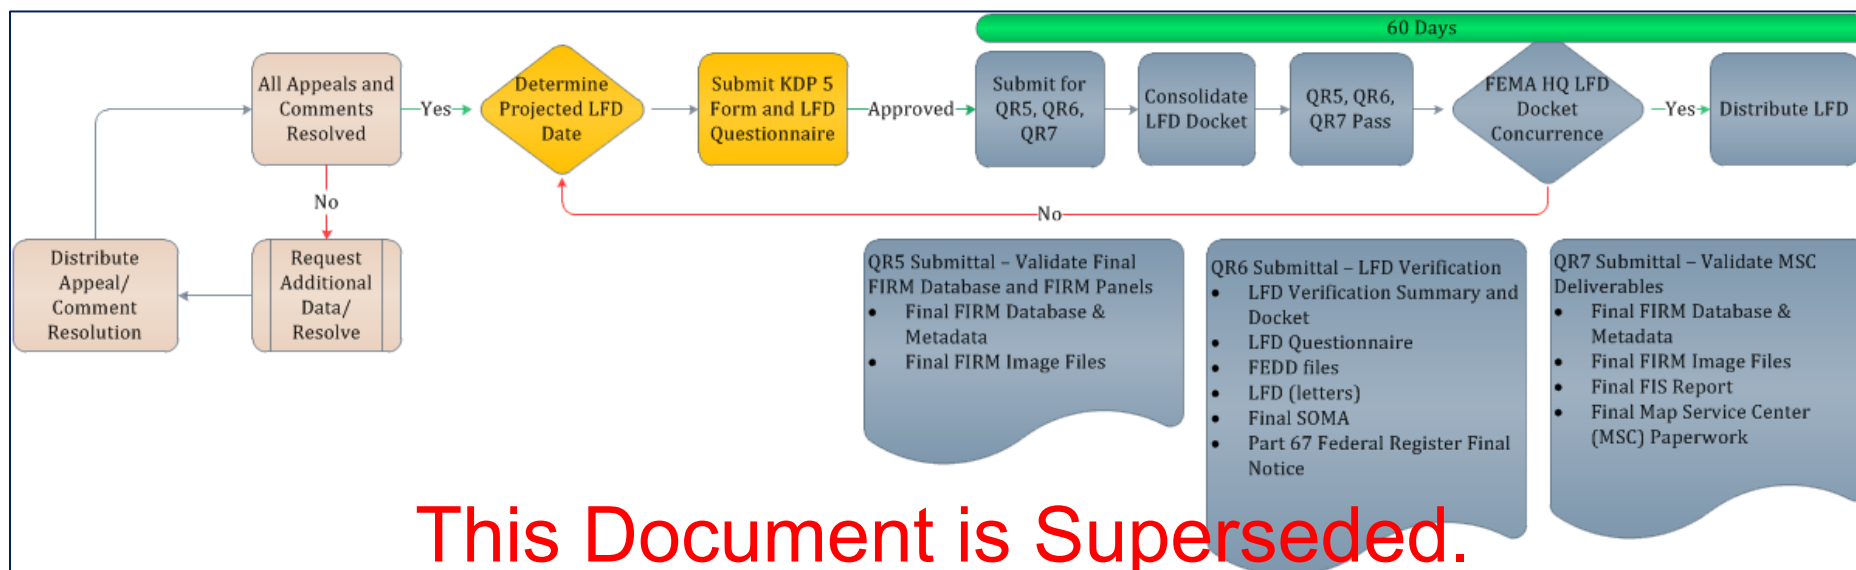 60 Days
All Appeals and
Comments
Resolved
Yes
Determine
Projected LFD
Date
Submit KDP 5
Form and LFD
Questionnaire
Approved
Submit for
QR5, QR6,
QR7
Consolidate
LFD Docket
QR5, QR6,
QR7 Pass
FEMA HQ LFD
Docket
Concurrence
Yes
Distribute LFD
No
No
Distribute
Appeal/
Comment
Resolution
Request
Additional
Data/
Resolve
QR5 Submittal – Validate Final
FIRM Database and FIRM Panels
• Final FIRM Database &
Metadata
• Final FIRM Image Files
QR6 Submittal – LFD Verification
• LFD Verification Summary and
Docket
• LFD Questionnaire
• FEDD files
• LFD (letters)
• Final SOMA
• Part 67 Federal Register Final
Notice
QR7 Submittal – Validate MSC
Deliverables
• Final FIRM Database &
Metadata
• Final FIRM Image Files
• Final FIS Report
• Final Map Service Center
(MSC) Paperwork
This Document is Superseded.